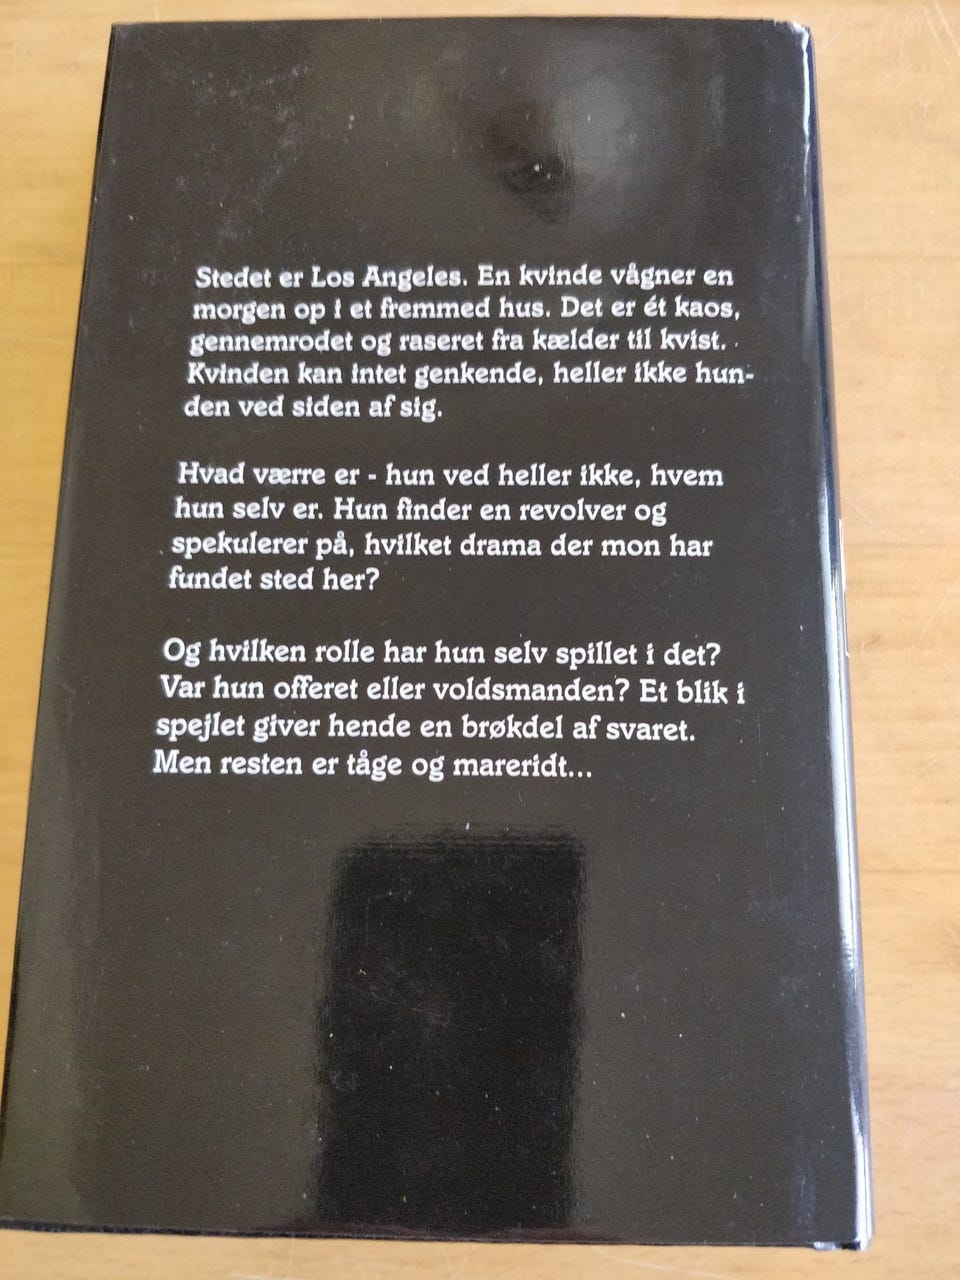 Stedet er Los Angeles. En kvinde vågner en
morgen op i et fremmed hus. Det er ét kaos,
gennemrodet og raseret fra kælder til kvist.
Kvinden kan intet genkende, heller ikke hun-
den ved siden af sig.
Hvad værre er - hun ved heller ikke, hvem
hun selv er. Hun finder en revolver og
spekulerer på, hvilket drama der mon har
fundet sted her?
Og hvilken rolle har hun selv spillet i det?
Var hun offeret eller voldsmanden? Et blik i
spejlet giver hende en brøkdel af svaret.
Men resten er tåge og mareridt...